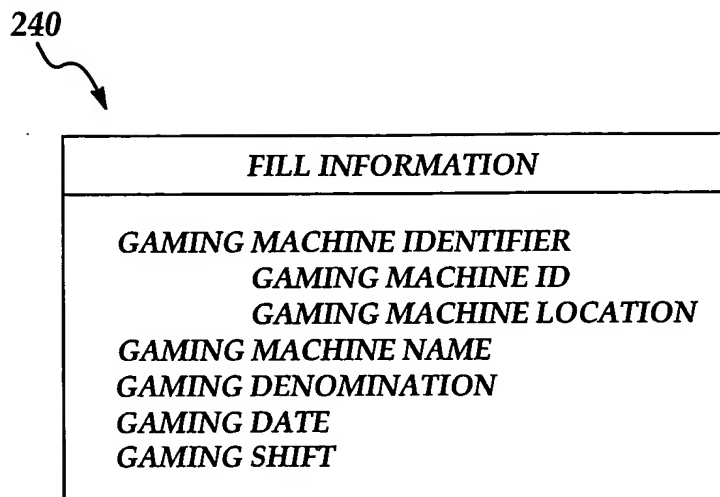 240
FILL INFORMATION
GAMING MACHINE IDENTIFIER
GAMING MACHINE ID
GAMING MACHINE LOCATION
GAMING MACHINE NAME
GAMING DENOMINATION
GAMING DATE
GAMING SHIFT